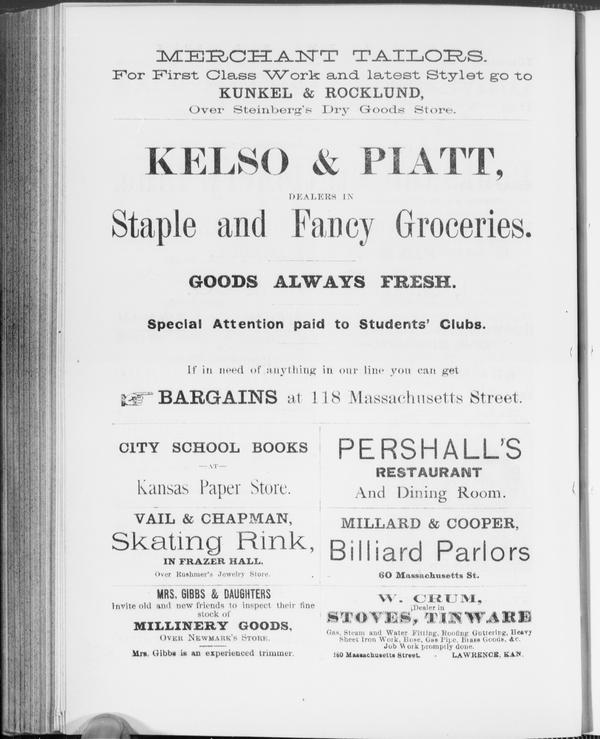 MERCHANT TAILORS.
For First Class Work and latest Stylet go to
KUNKEL & ROCKLUND,
Over Steinberg's Dry Goods Store.
KELSO & PIATT,
DEALERS IN
Staple and Fancy Groceries.
GOODS ALWAYS FRESH.
Special Attention paid to Students' Clubs.
If in need of anything in our line you can get
BARGAINS at 118 Massachusetts Street.
CITY SCHOOL BOOKS
—AT—
Kansas Paper Store.
VAIL & CHAPMAN,
Skating Rink,
IN FRAZER HALL.
Over Rushmer's Jewelry Store.
MRS. GIBBS & DAUGHTERS
Invite old and new friends to inspect their fine
stock of
MILLINERY GOODS,
OVER NEWMARK'S STORE.
Mrs. Gibbs is an experienced trimmer.
PERSHALL'S
RESTAURANT
And Dining Room.
MILLARD & COOPER,
Billiard Parlors
60 Massachusetts St.
W. CRUM,
Dealer in
STOVES, TINWARE
Gas, Steam and Water Fitting, Roofing Guttering, Heavy
Sheet Iron Work, Hose, Gas Pipe, Brass Goods, &c.
Job Work promptly done.
160 Massachusetts Street. - LAWRENCE, KAN.